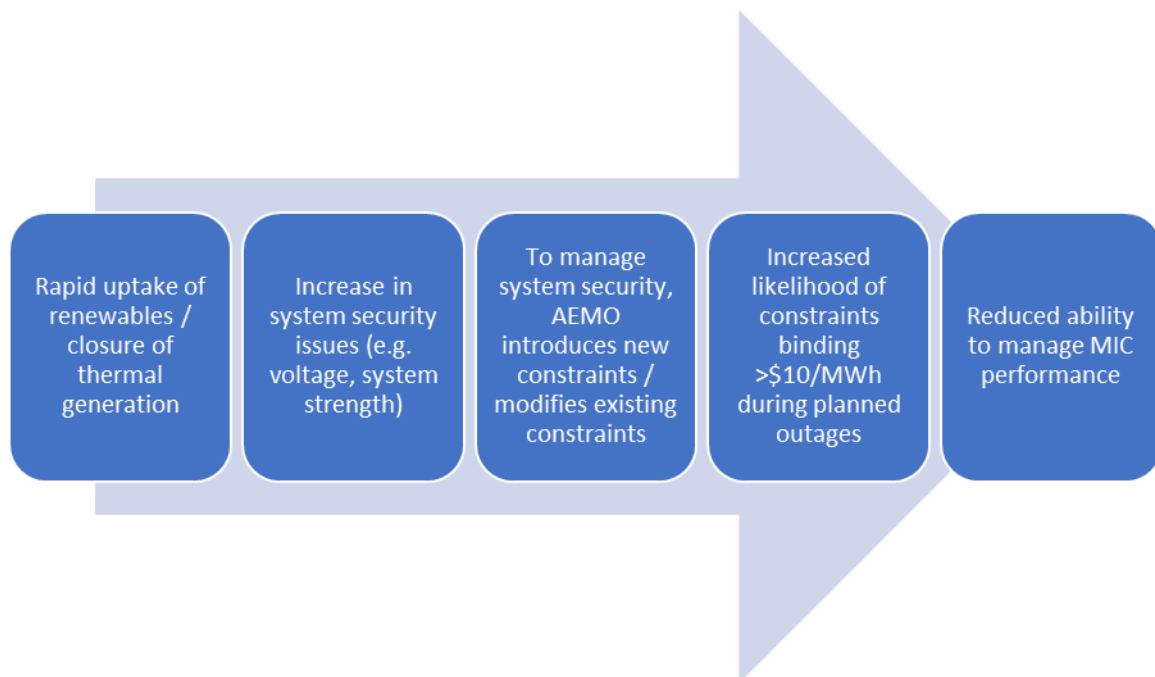 Rapid uptake of
renewables /
closure of
thermal
generation
Increase in
system security
issues (e.g.
voltage, system
strength)
To manage
system security,
AEMO
introduces new
constraints /
modifies existing
constraints
Increased
likelihood of
constraints
binding
>$10/MWh
during planned
outages
Reduced ability
to manage MIC
performance